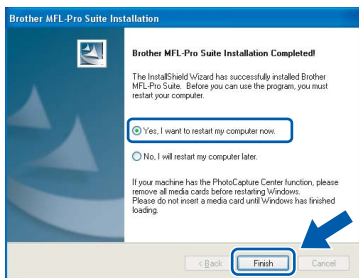 Brother MFL-Pro Suite Installation
Brother MFL-Pro Suite Installation Completed!
The InstallShield Wizard has successfully installed Brother
MFL-Pro Suite. Before you can use the program, you must
restart your computer.
Yes, I want to restart my computer now.
No, I will restart my computer later.
If your machine has the PhotoCapture Center function, please
remove all media cards before restarting Windows.
Please do not insert a media card until Windows has finished
loading.
< Back Finish Cancel